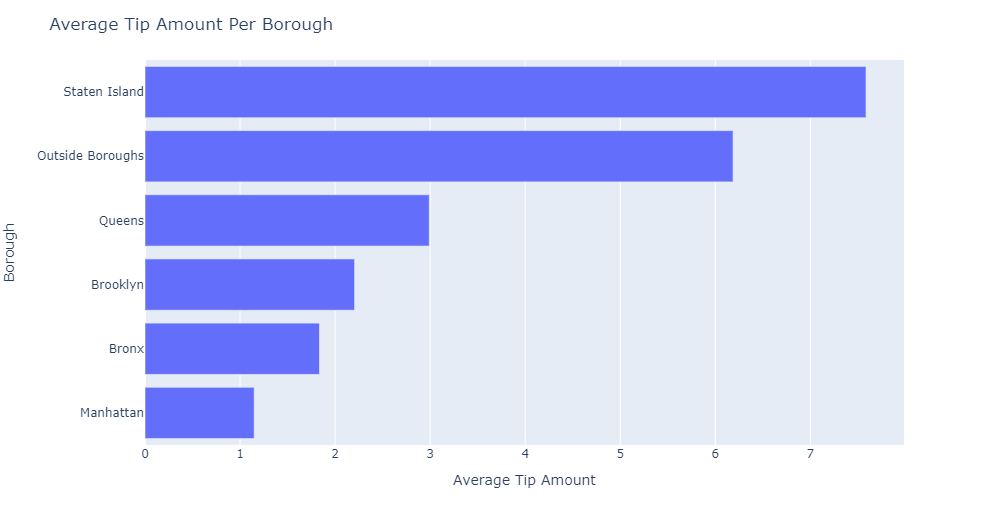 Average Tip Amount Per Borough
Borough
Staten Island
Outside Boroughs
Queens
Brooklyn
Bronx
Manhattan
0 1 2 3 4 5 6 7
Average Tip Amount